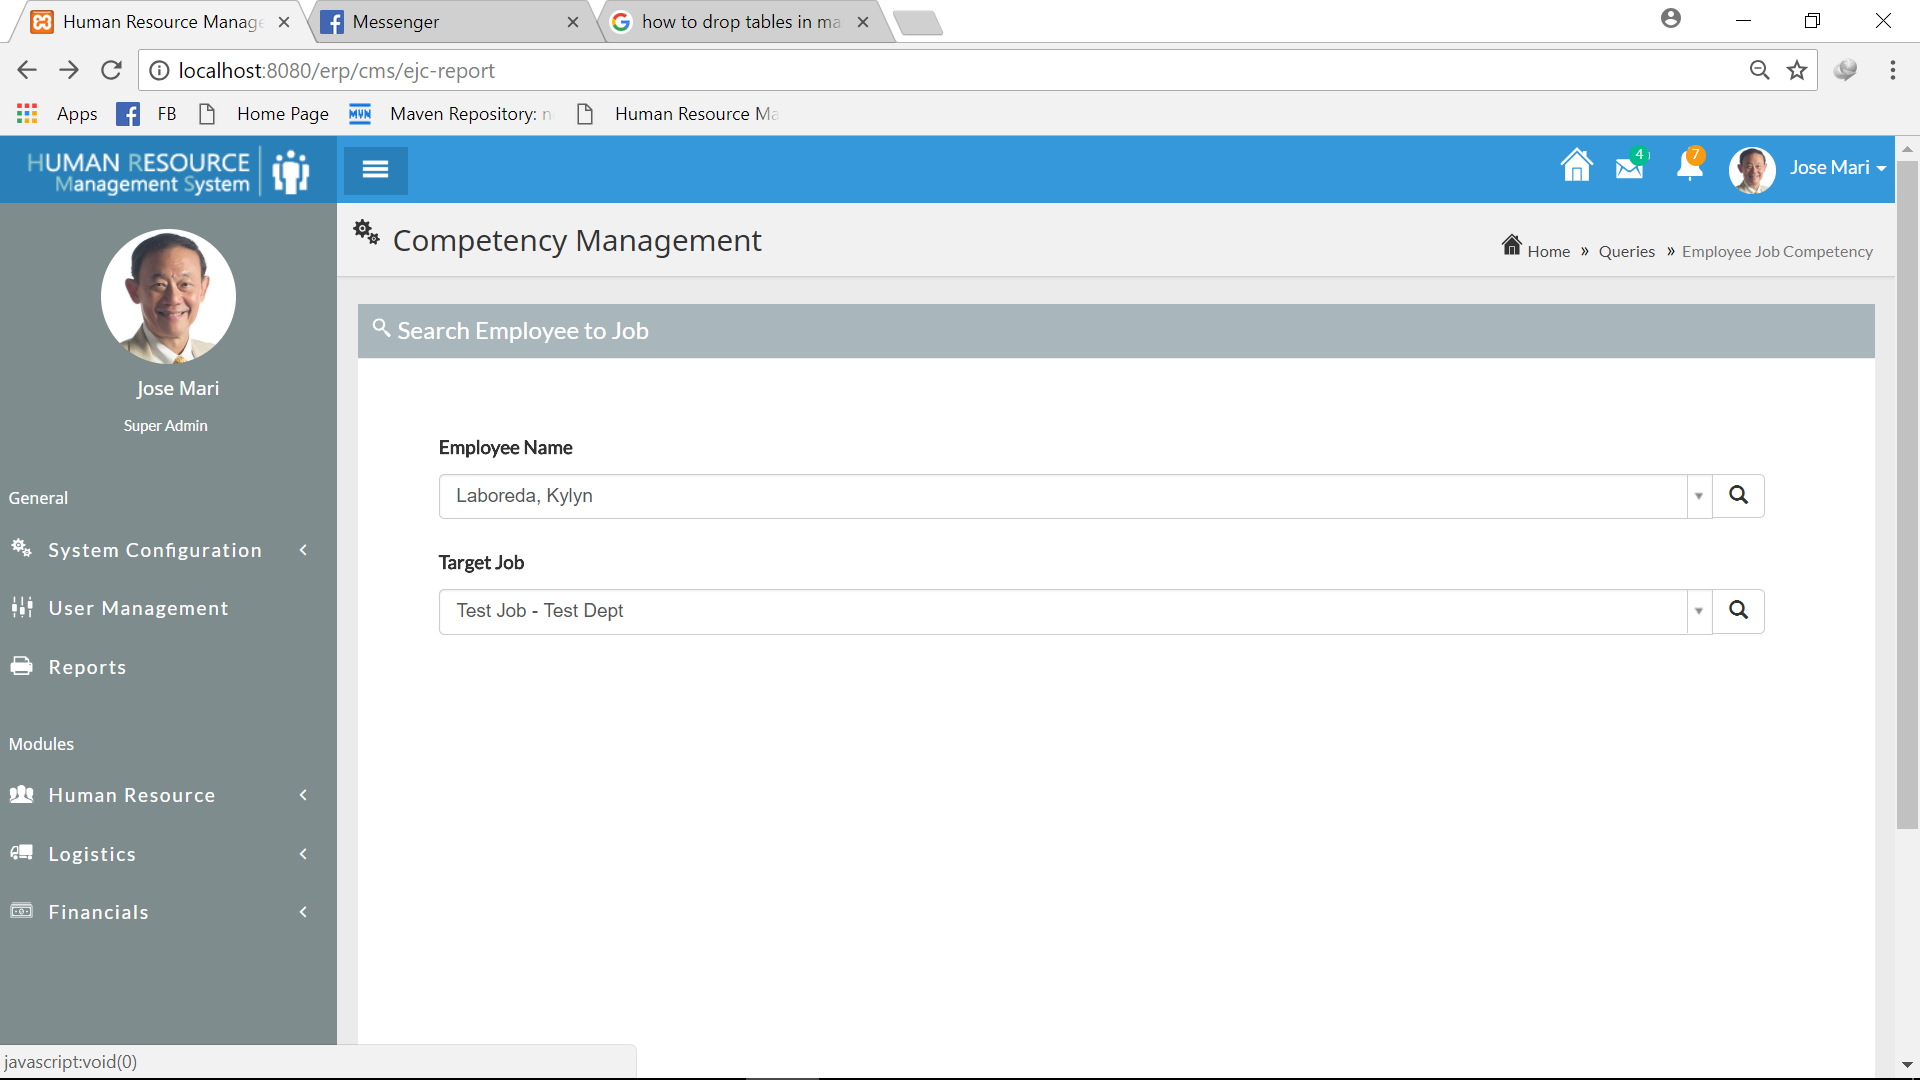 Human Resource Manage
Messenger
how to drop tables in ma
localhost:8080/erp/cms/ejc-report
Apps
FB
Home Page
Maven Repository: n
Human Resource Ma
HUMAN RESOURCE
Management System
4
7
Jose Mari
Competency Management
Home » Queries » Employee Job Competency
Jose Mari
Super Admin
Search Employee to Job
Employee Name
Laboreda, Kylyn
Target Job
Test Job - Test Dept
General
System Configuration
User Management
Reports
Modules
Human Resource
Logistics
Financials
javascript:void(0)